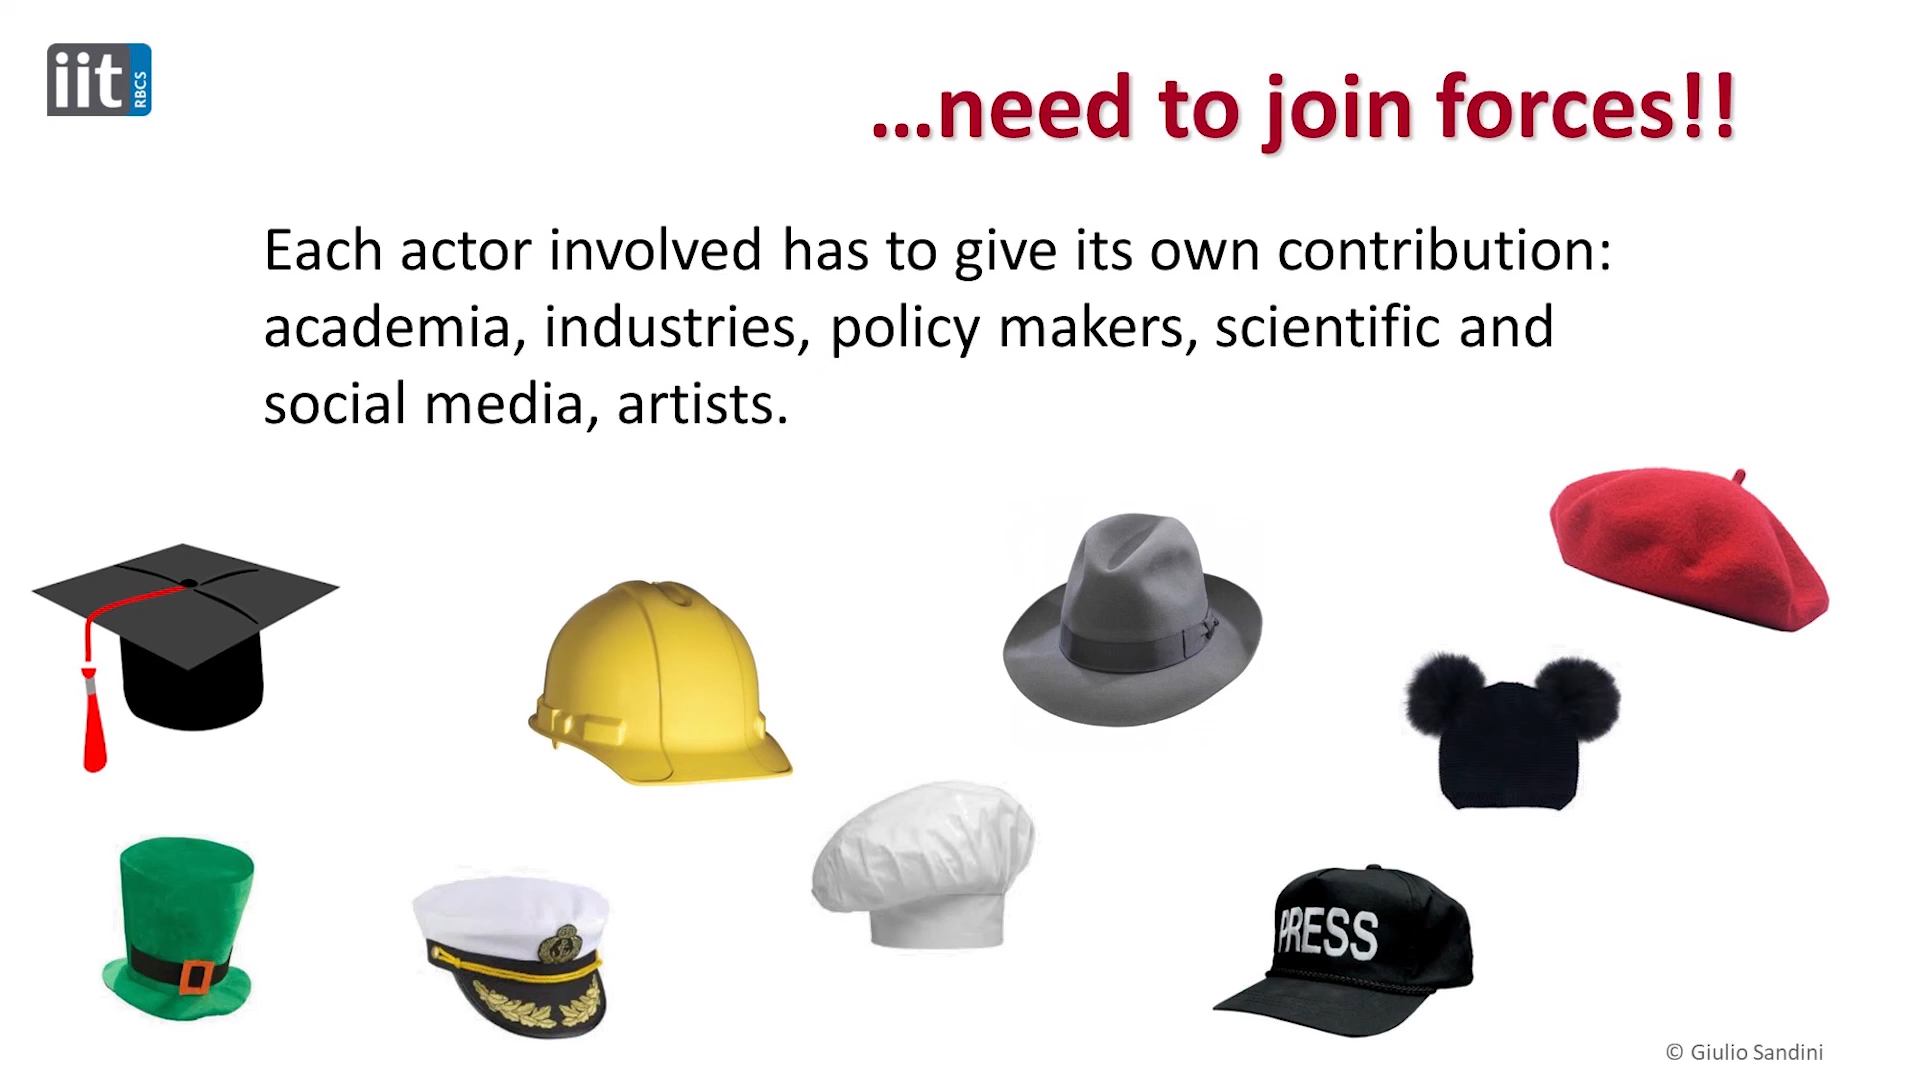 iit
RBCS
…need to join forces!!
Each actor involved has to give its own contribution:
academia, industries, policy makers, scientific and
social media, artists.
PRESS
© Giulio Sandini